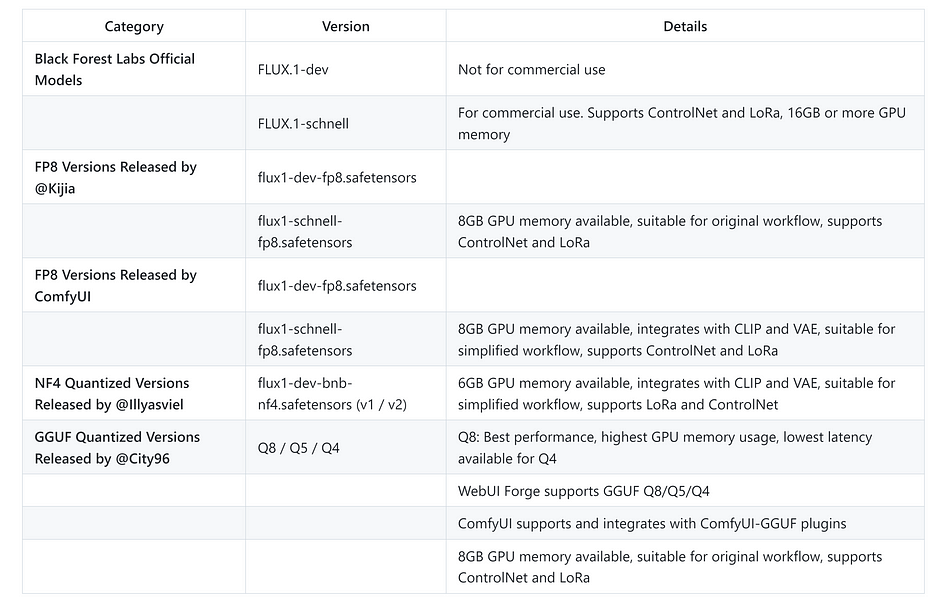 Category Version Details
Black Forest Labs Official
Models
FLUX.1-dev
Not for commercial use
FLUX.1-schnell
For commercial use. Supports ControlNet and LoRa, 16GB or more GPU
memory
FP8 Versions Released by
@Kijia
flux1-dev-fp8.safetensors
flux1-schnell-
fp8.safetensors
8GB GPU memory available, suitable for original workflow, supports
ControlNet and LoRa
FP8 Versions Released by
ComfyUI
flux1-dev-fp8.safetensors
flux1-schnell-
fp8.safetensors
8GB GPU memory available, integrates with CLIP and VAE, suitable for
simplified workflow, supports ControlNet and LoRa
NF4 Quantized Versions
Released by @Illyasviel
flux1-dev-bnb-
nf4.safetensors (v1 / v2)
6GB GPU memory available, integrates with CLIP and VAE, suitable for
simplified workflow, supports LoRa and ControlNet
GGUF Quantized Versions
Released by @City96
Q8 / Q5 / Q4
Q8: Best performance, highest GPU memory usage, lowest latency
available for Q4
WebUI Forge supports GGUF Q8/Q5/Q4
ComfyUI supports and integrates with ComfyUI-GGUF plugins
8GB GPU memory available, suitable for original workflow, supports
ControlNet and LoRa